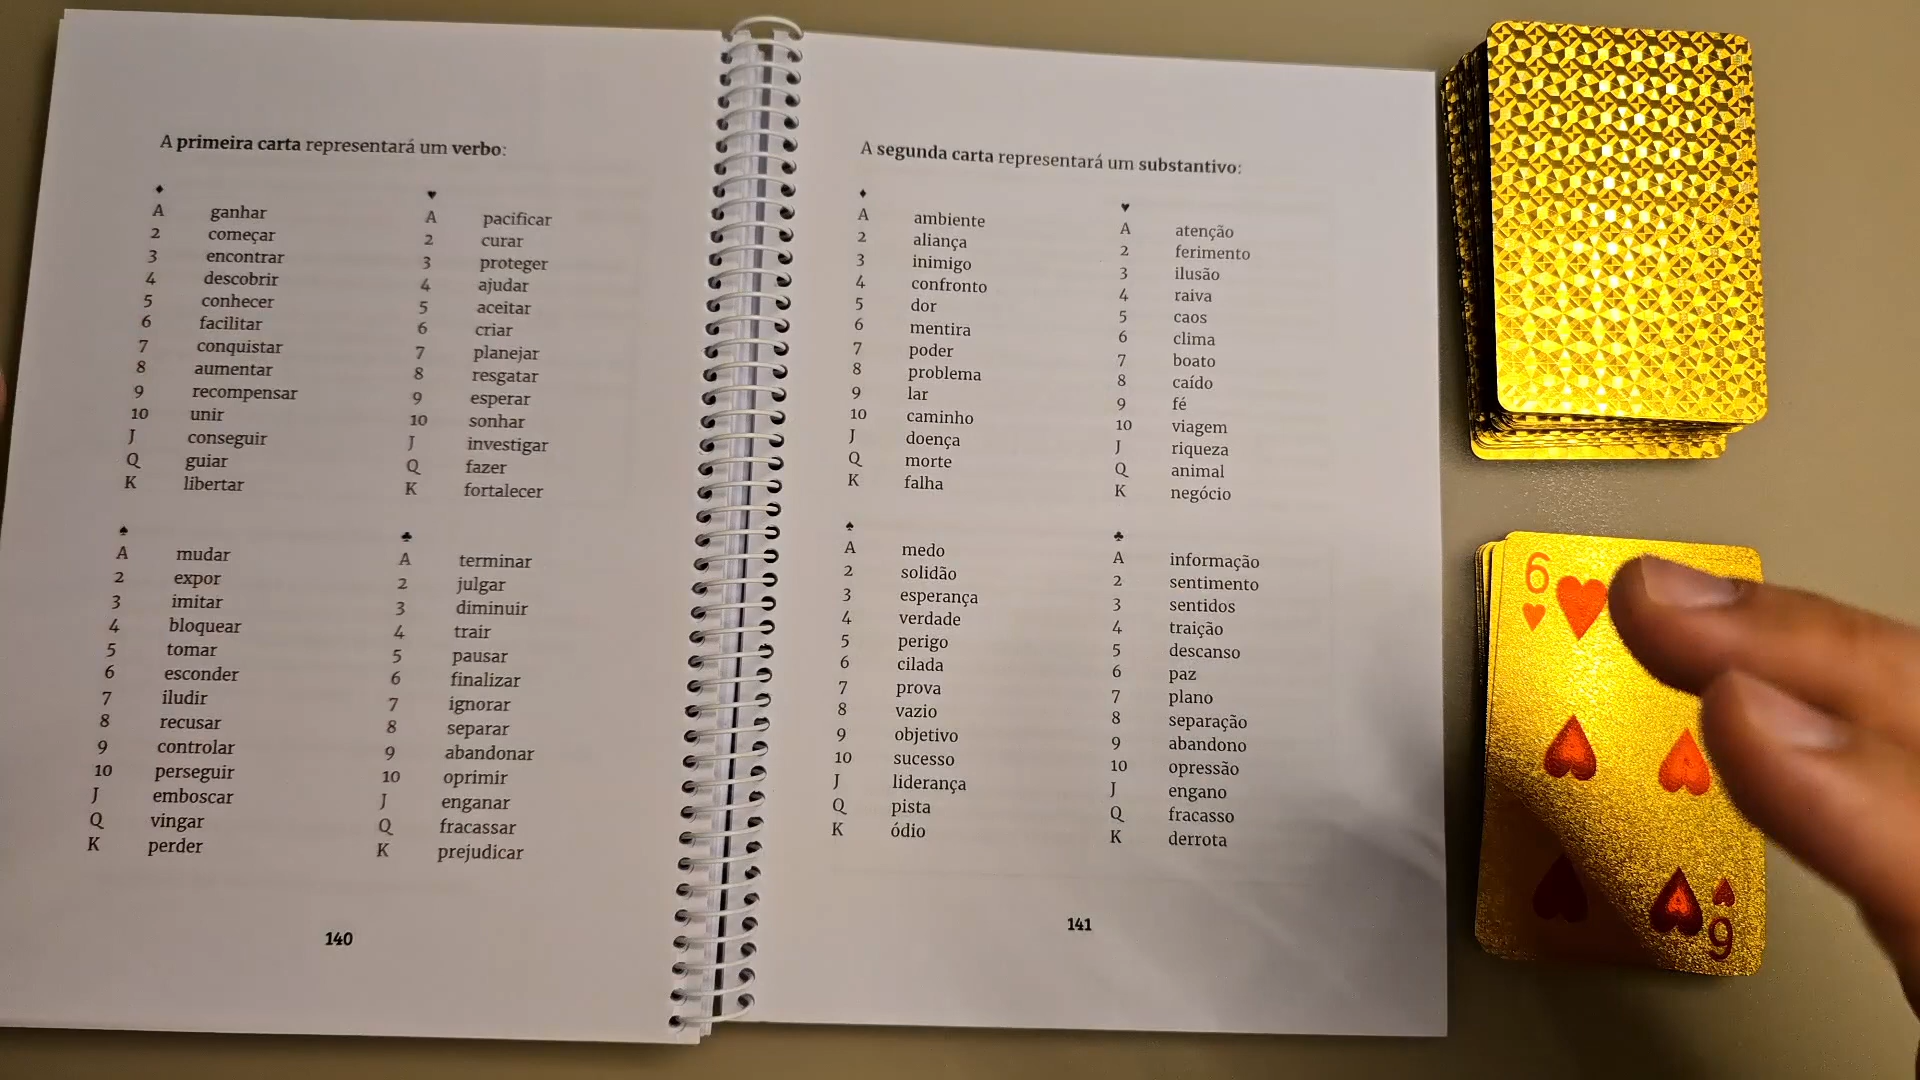 A primeira carta representará um verbo:
♦
A ganhar
2 começar
3 encontrar
4 descobrir
5 conhecer
6 facilitar
7 conquistar
8 aumentar
9 recompensar
10 unir
J conseguir
Q guiar
K libertar
♥
A pacificar
2 curar
3 proteger
4 ajudar
5 aceitar
6 criar
7 planejar
8 resgatar
9 esperar
10 sonhar
J investigar
Q fazer
K fortalecer
♠
A mudar
2 expor
3 imitar
4 bloquear
5 tomar
6 esconder
7 iludir
8 recusar
9 controlar
10 perseguir
J emboscar
Q vingar
K perder
♣
A terminar
2 julgar
3 diminuir
4 trair
5 pausar
6 finalizar
7 ignorar
8 separar
9 abandonar
10 oprimir
J enganar
Q fracassar
K prejudicar
140
A segunda carta representará um substantivo:
♦
A ambiente
2 aliança
3 inimigo
4 confronto
5 dor
6 mentira
7 poder
8 problema
9 lar
10 caminho
J doença
Q morte
K falha
♥
A atenção
2 ferimento
3 ilusão
4 raiva
5 caos
6 clima
7 boato
8 caído
9 fé
10 viagem
J riqueza
Q animal
K negócio
♠
A medo
2 solidão
3 esperança
4 verdade
5 perigo
6 cilada
7 prova
8 vazio
9 objetivo
10 sucesso
J liderança
Q pista
K ódio
♣
A informação
2 sentimento
3 sentidos
4 traição
5 descanso
6 paz
7 plano
8 separação
9 abandono
10 opressão
J engano
Q fracasso
K derrota
141
6
6